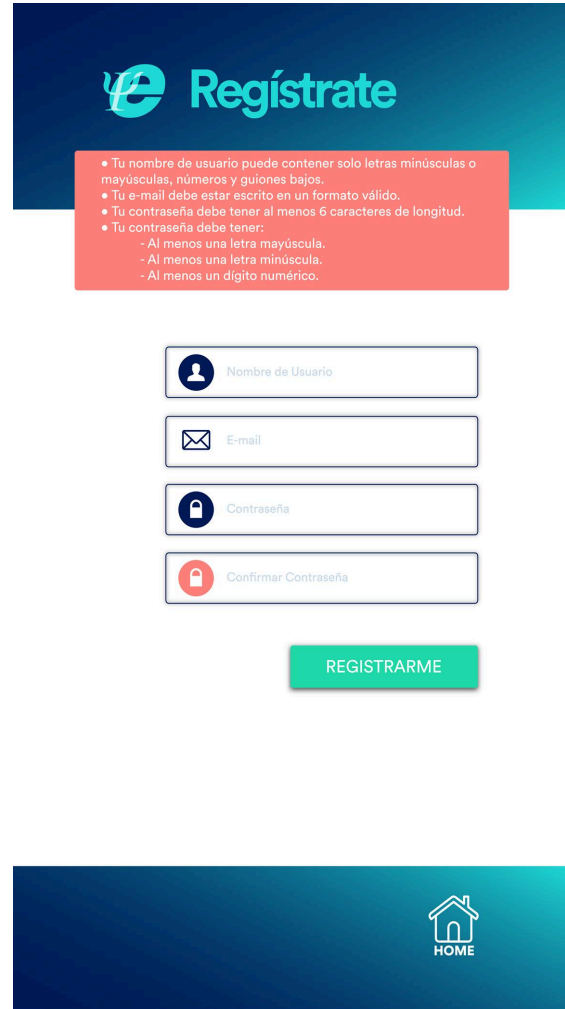 Ψe Regístrate
• Tu nombre de usuario puede contener solo letras minúsculas o
mayúsculas, números y guiones bajos.
• Tu e-mail debe estar escrito en un formato válido.
• Tu contraseña debe tener al menos 6 caracteres de longitud.
• Tu contraseña debe tener:
- Al menos una letra mayúscula.
- Al menos una letra minúscula.
- Al menos un dígito numérico.
Nombre de Usuario
E-mail
Contraseña
Confirmar Contraseña
REGISTRARME
HOME